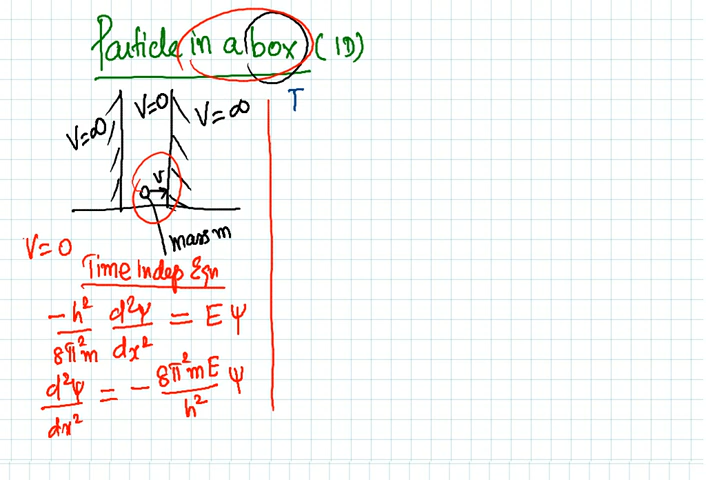 Particle in a box (1D)
V=∞ V=0 V=∞
T
v
mass m
V=0
Time Indep Eqn
-h²/8π²m d²ψ/dx² = Eψ
d²ψ/dx² = - 8π²mE/h² ψ